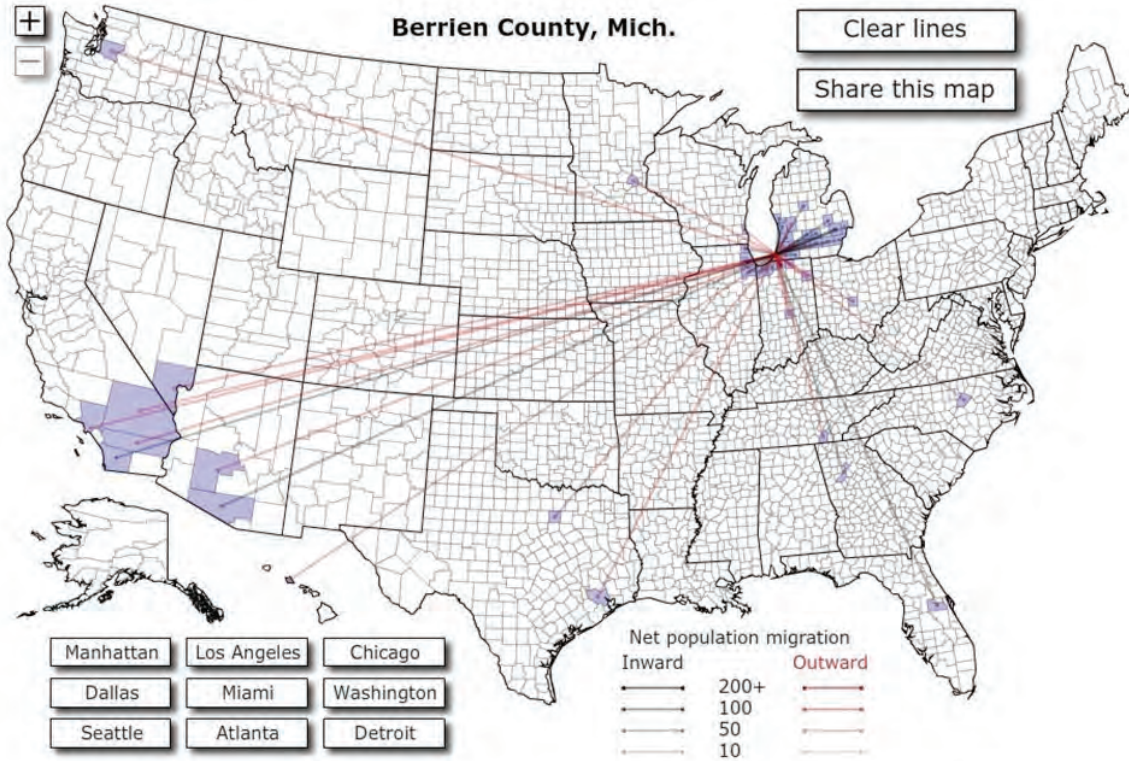 +
−
Berrien County, Mich.
Clear lines
Share this map
Manhattan Los Angeles Chicago
Dallas Miami Washington
Seattle Atlanta Detroit
Net population migration
Inward Outward
200+
100
50
10